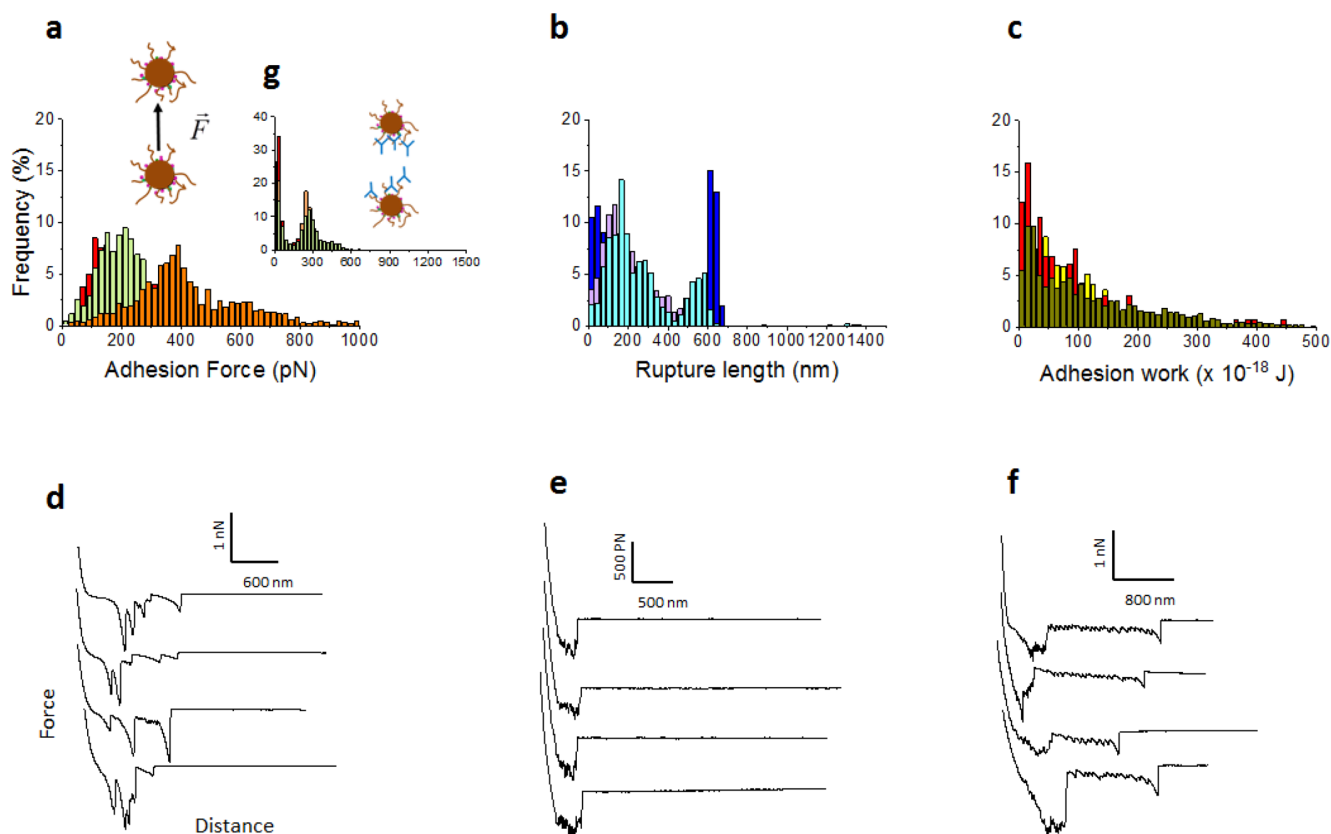 a
g
b
c
F
Frequency (%)
20
15
10
5
0
0 200 400 600 800 1000
Adhesion Force (pN)
40
30
20
10
0
0 300 600 900 1200 1500
20
15
10
5
0
0 200 400 600 800 1000 1200 1400
Rupture length (nm)
20
15
10
5
0
0 100 200 300 400 500
Adhesion work (x 10⁻¹⁸ J)
d
e
f
1 nN
600 nm
500 PN
500 nm
1 nN
800 nm
Force
Distance